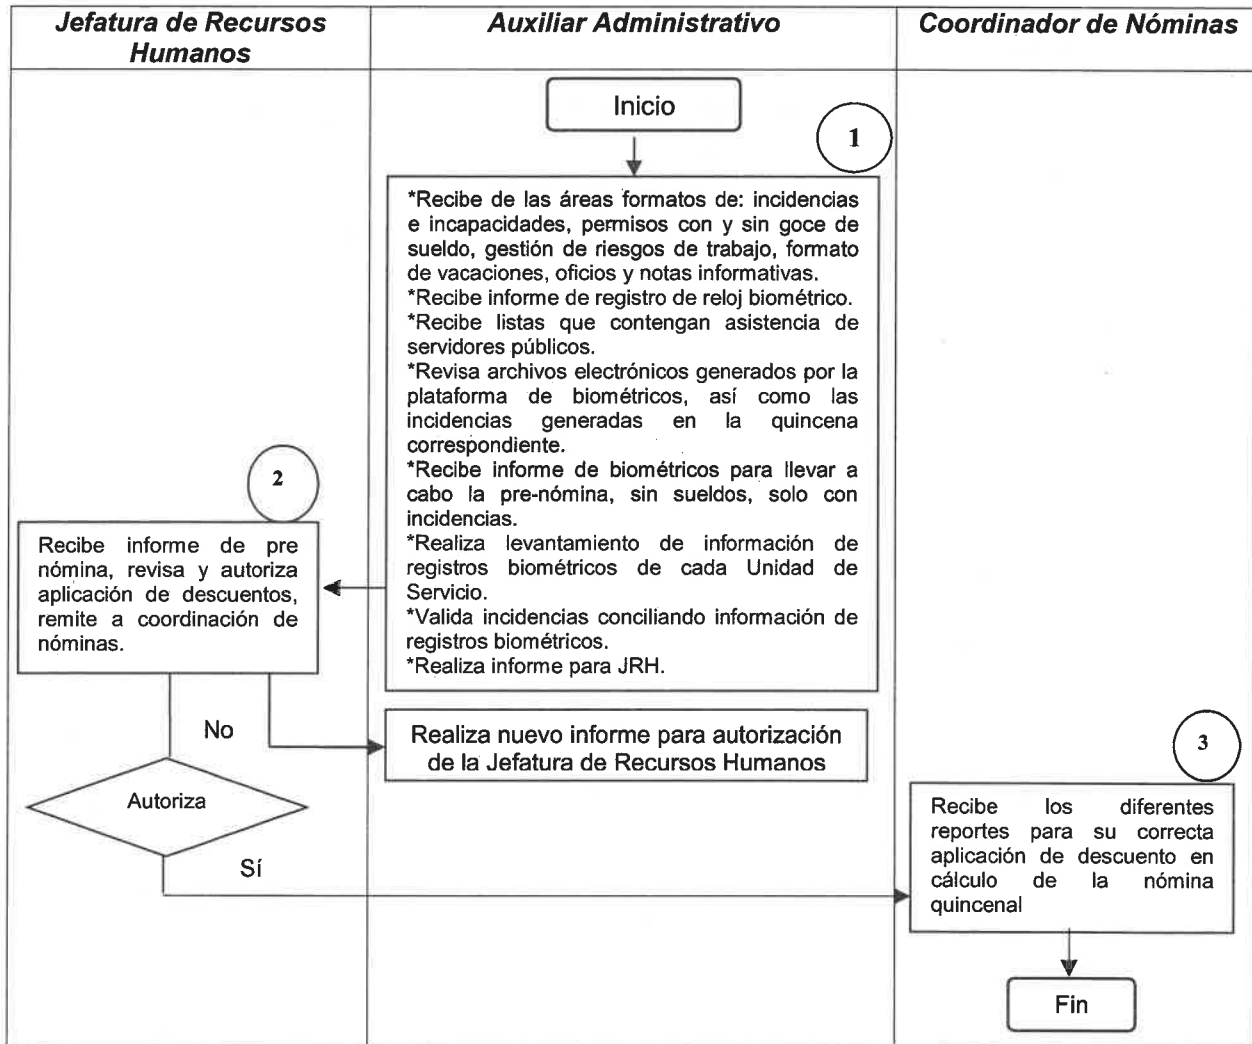 Jefatura de Recursos
Humanos
Auxiliar Administrativo
Coordinador de Nóminas
Inicio
1
*Recibe de las áreas formatos de: incidencias
e incapacidades, permisos con y sin goce de
sueldo, gestión de riesgos de trabajo, formato
de vacaciones, oficios y notas informativas.
*Recibe informe de registro de reloj biométrico.
*Recibe listas que contengan asistencia de
servidores públicos.
*Revisa archivos electrónicos generados por la
plataforma de biométricos, así como las
incidencias generadas en la quincena
correspondiente.
*Recibe informe de biométricos para llevar a
cabo la pre-nómina, sin sueldos, solo con
incidencias.
*Realiza levantamiento de información de
registros biométricos de cada Unidad de
Servicio.
*Valida incidencias conciliando información de
registros biométricos.
*Realiza informe para JRH.
2
Recibe informe de pre
nómina, revisa y autoriza
aplicación de descuentos,
remite a coordinación de
nóminas.
No
Realiza nuevo informe para autorización
de la Jefatura de Recursos Humanos
Autoriza
Sí
3
Recibe los diferentes
reportes para su correcta
aplicación de descuento en
cálculo de la nómina
quincenal
Fin